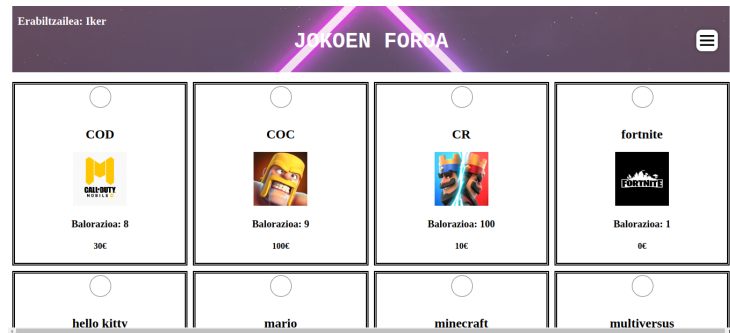 Erabiltzailea: Iker
JOKOEN FOROA
COD
COC
CR
fortnite
CALL·DUTY
MOBILE
FORTNITE
Balorazioa: 8
Balorazioa: 9
Balorazioa: 100
Balorazioa: 1
30€
100€
10€
0€
hello kitty
mario
minecraft
multiversus